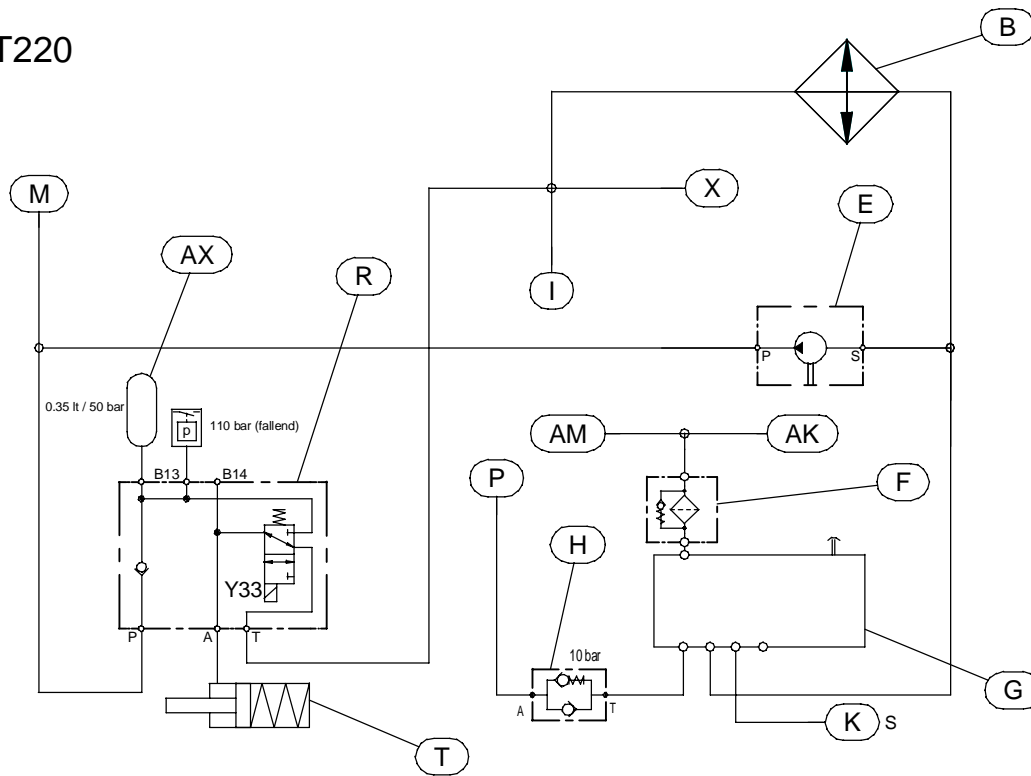 T220
B
M
X
E
AX
R
I
P
S
0.35 lt / 50 bar
p
110 bar (fallend)
AM
AK
B13
B14
P
F
H
Y33
P
A
T
10 bar
A
T
G
K
S
T